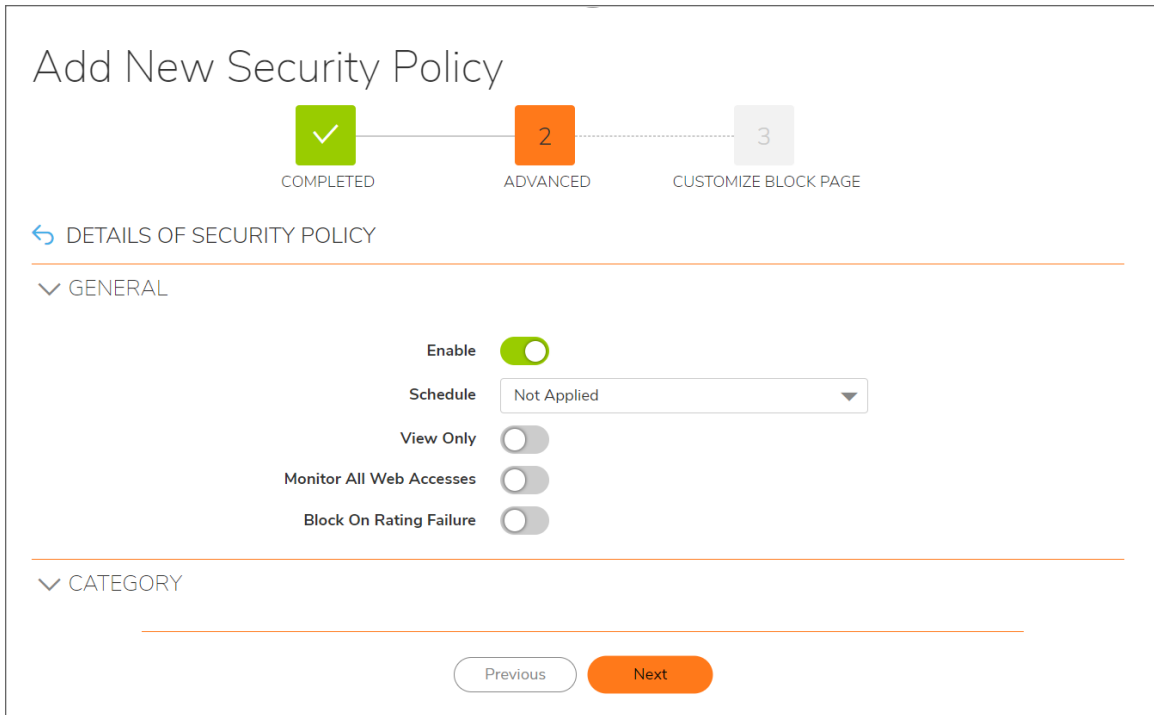 Add New Security Policy
2
3
COMPLETED
ADVANCED
CUSTOMIZE BLOCK PAGE
DETAILS OF SECURITY POLICY
GENERAL
Enable
Schedule Not Applied
View Only
Monitor All Web Accesses
Block On Rating Failure
CATEGORY
Previous Next